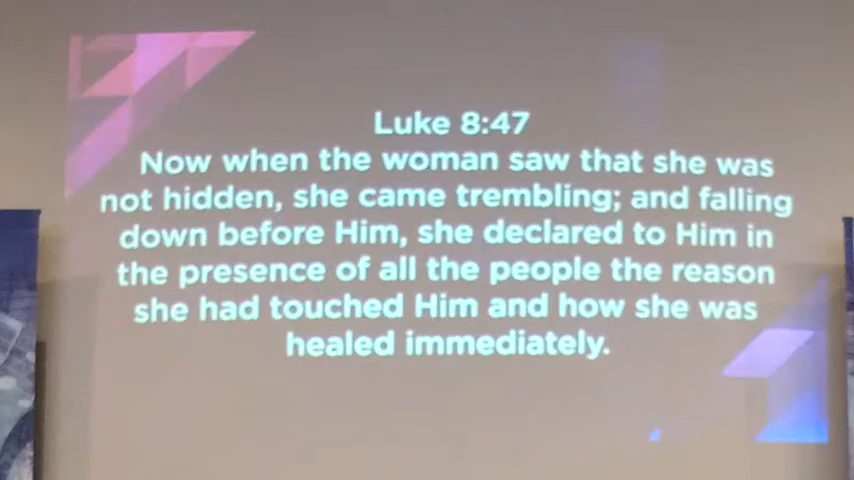 Luke 8:47
Now when the woman saw that she was
not hidden, she came trembling; and falling
down before Him, she declared to Him in
the presence of all the people the reason
she had touched Him and how she was
healed immediately.